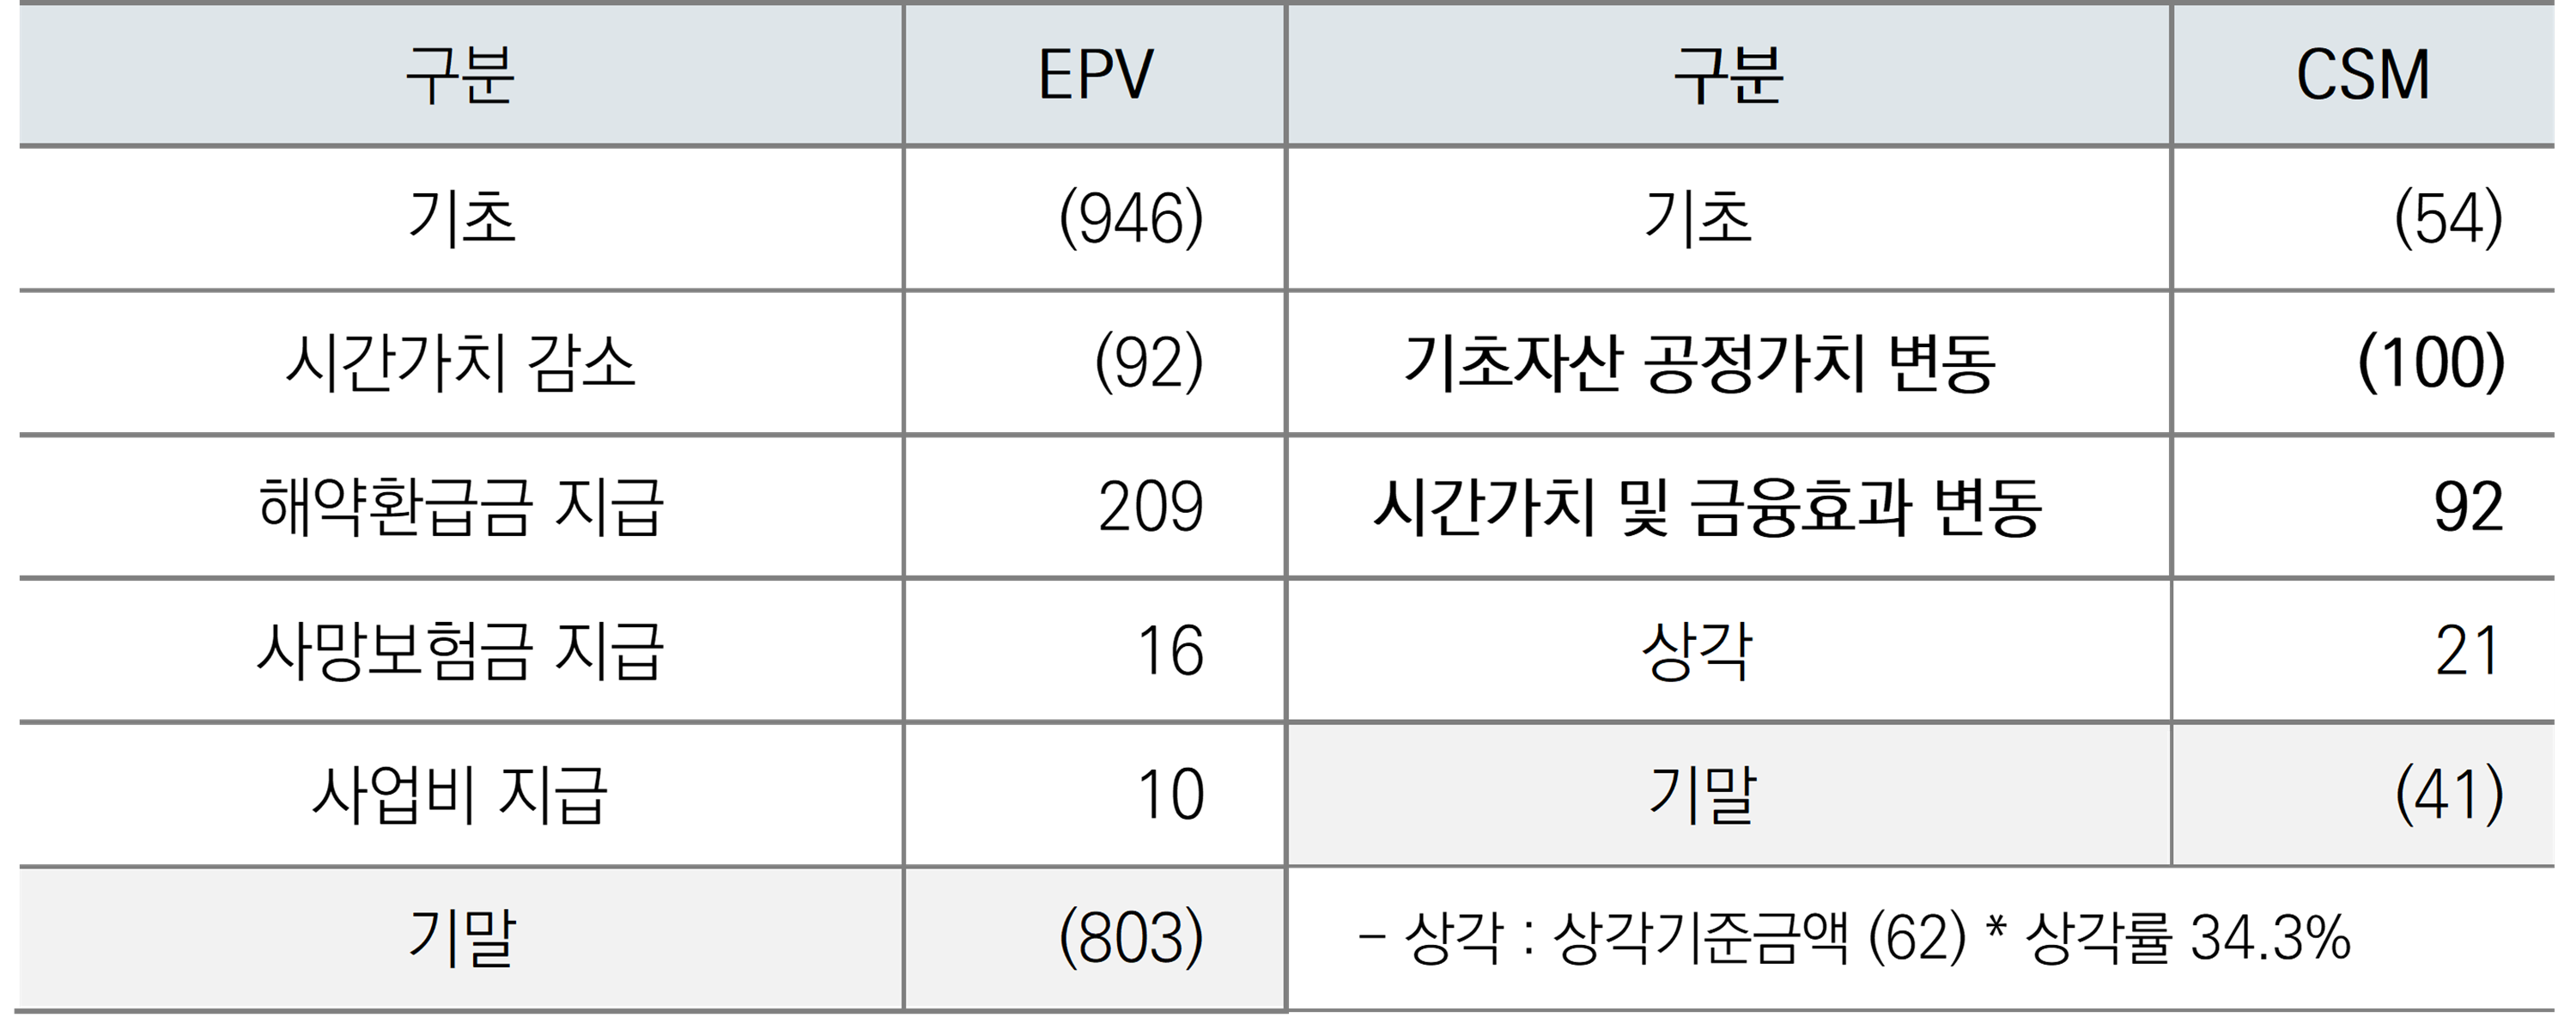 구분 EPV 구분 CSM
기초 (946) 기초 (54)
시간가치 감소 (92) 기초자산 공정가치 변동 (100)
해약환급금 지급 209 시간가치 및 금융효과 변동 92
사망보험금 지급 16 상각 21
사업비 지급 10 기말 (41)
기말 (803) - 상각 : 상각기준금액 (62) * 상각률 34.3%